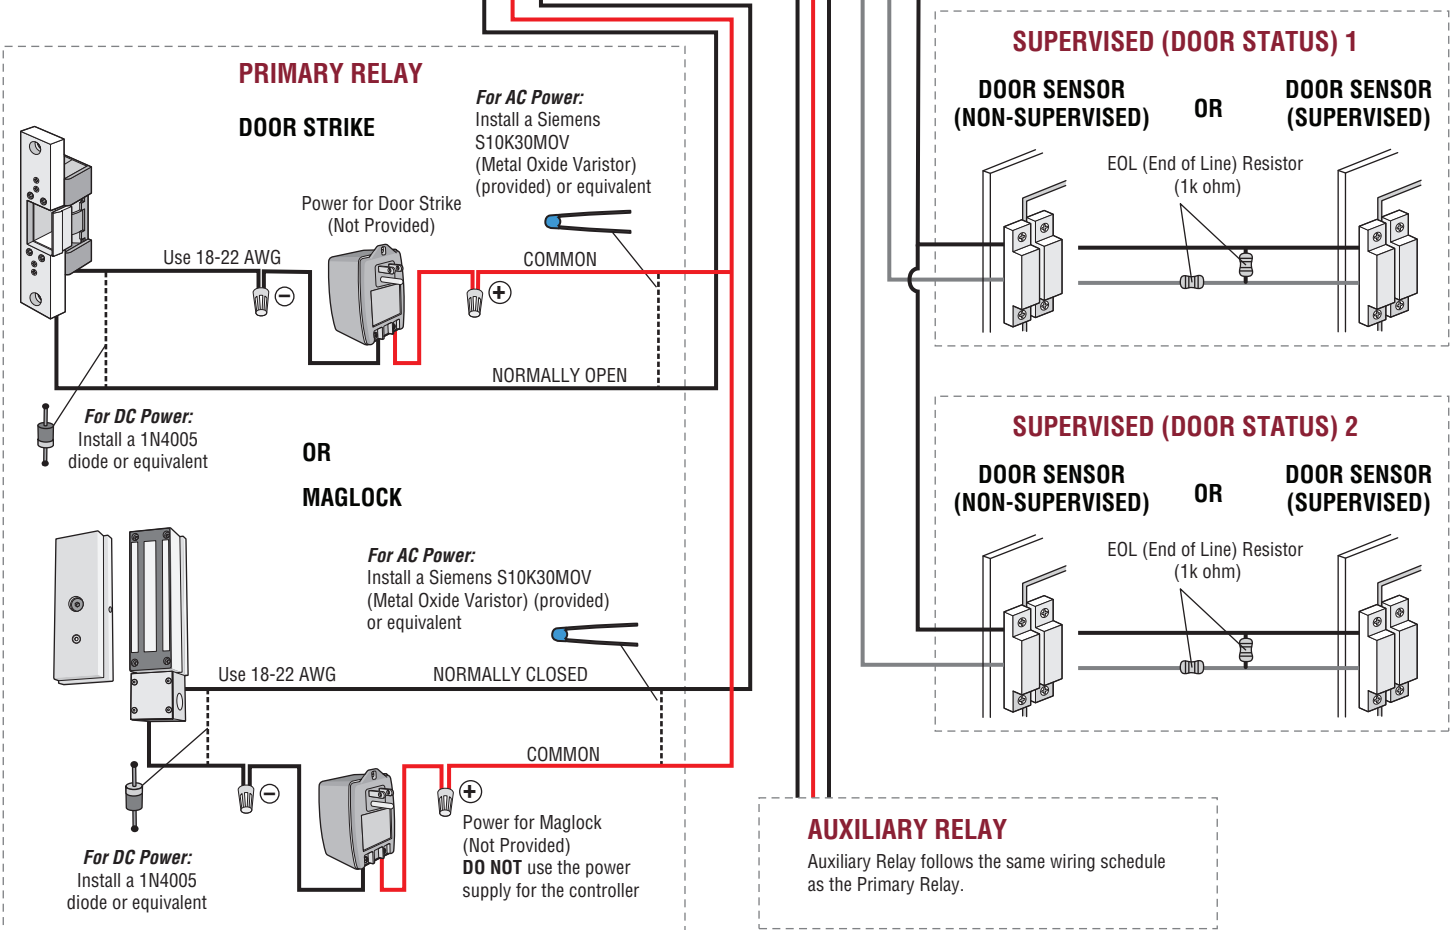 PRIMARY RELAY
DOOR STRIKE
For AC Power:
Install a Siemens
S10K30MOV
(Metal Oxide Varistor)
(provided) or equivalent
Power for Door Strike
(Not Provided)
Use 18-22 AWG
−
+
COMMON
NORMALLY OPEN
For DC Power:
Install a 1N4005
diode or equivalent
OR
MAGLOCK
For AC Power:
Install a Siemens S10K30MOV
(Metal Oxide Varistor) (provided)
or equivalent
Use 18-22 AWG
NORMALLY CLOSED
COMMON
−
+
Power for Maglock
(Not Provided)
DO NOT use the power
supply for the controller
For DC Power:
Install a 1N4005
diode or equivalent
SUPERVISED (DOOR STATUS) 1
DOOR SENSOR
(NON-SUPERVISED)
OR
DOOR SENSOR
(SUPERVISED)
EOL (End of Line) Resistor
(1k ohm)
SUPERVISED (DOOR STATUS) 2
DOOR SENSOR
(NON-SUPERVISED)
OR
DOOR SENSOR
(SUPERVISED)
EOL (End of Line) Resistor
(1k ohm)
AUXILIARY RELAY
Auxiliary Relay follows the same wiring schedule
as the Primary Relay.